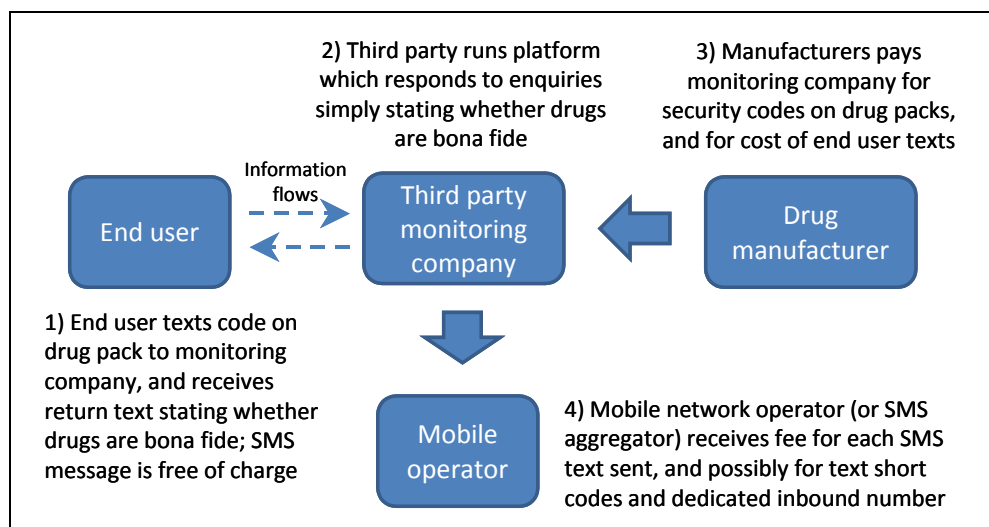 2) Third party runs platform
which responds to enquiries
simply stating whether drugs
are bona fide
3) Manufacturers pays
monitoring company for
security codes on drug packs,
and for cost of end user texts
Information
flows
End user
Third party
monitoring
company
Drug
manufacturer
1) End user texts code on
drug pack to monitoring
company, and receives
return text stating whether
drugs are bona fide; SMS
message is free of charge
Mobile
operator
4) Mobile network operator (or SMS
aggregator) receives fee for each SMS
text sent, and possibly for text short
codes and dedicated inbound number